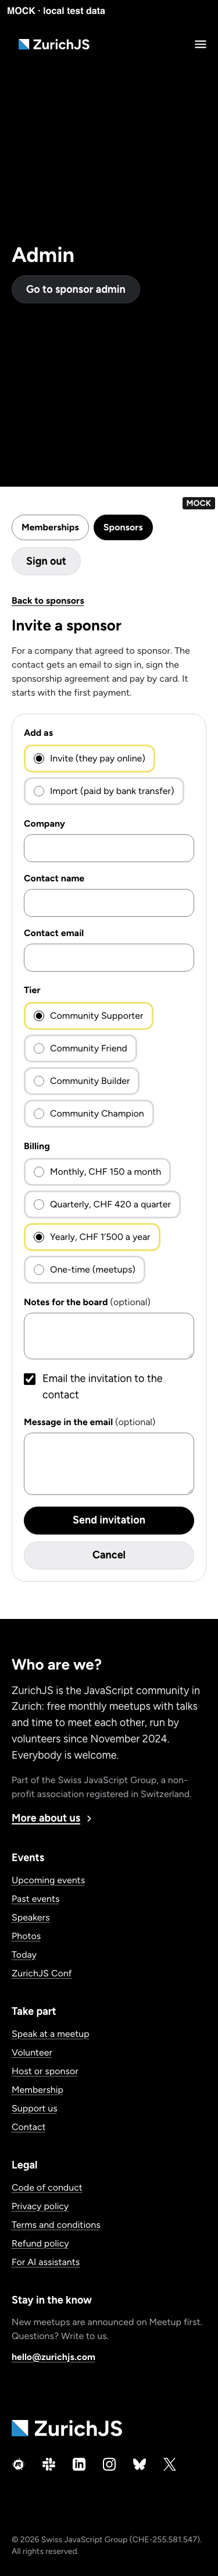 MOCK · local test data
ZurichJS
Admin
Go to sponsor admin
MOCK
Memberships
Sponsors
Sign out
Back to sponsors
Invite a sponsor
For a company that agreed to sponsor. The
contact gets an email to sign in, sign the
sponsorship agreement and pay by card. It
starts with the first payment.
Add as
Invite (they pay online)
Import (paid by bank transfer)
Company
Contact name
Contact email
Tier
Community Supporter
Community Friend
Community Builder
Community Champion
Billing
Monthly, CHF 150 a month
Quarterly, CHF 420 a quarter
Yearly, CHF 1’500 a year
One-time (meetups)
Notes for the board (optional)
Email the invitation to the
contact
Message in the email (optional)
Send invitation
Cancel
Who are we?
ZurichJS is the JavaScript community in
Zurich: free monthly meetups with talks
and time to meet each other, run by
volunteers since November 2024.
Everybody is welcome.
Part of the Swiss JavaScript Group, a non-
profit association registered in Switzerland.
More about us
Events
Upcoming events
Past events
Speakers
Photos
Today
ZurichJS Conf
Take part
Speak at a meetup
Volunteer
Host or sponsor
Membership
Support us
Contact
Legal
Code of conduct
Privacy policy
Terms and conditions
Refund policy
For AI assistants
Stay in the know
New meetups are announced on Meetup first.
Questions? Write to us.
hello@zurichjs.com
ZurichJS
© 2026 Swiss JavaScript Group (CHE-255.581.547).
All rights reserved.